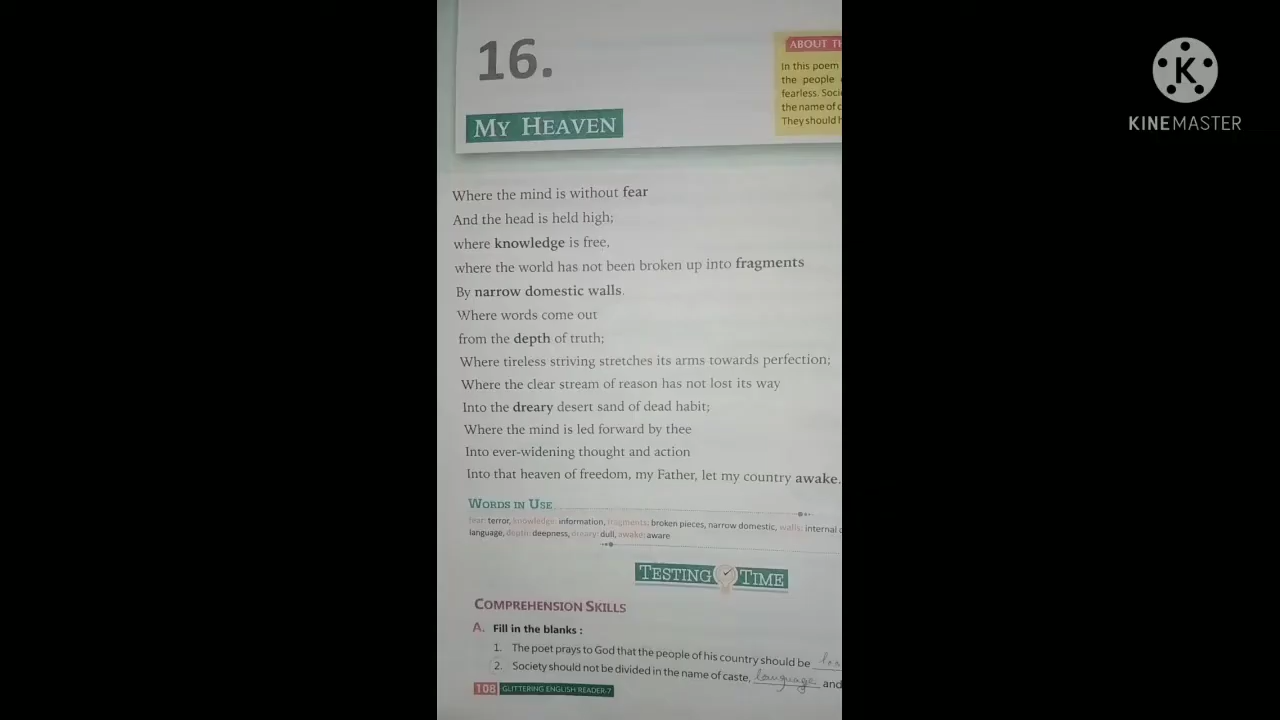 16.
ABOUT
In this poem
the people
fearless.
the name of
They should
MY HEAVEN
Where the mind is without fear
And the head is held high;
where knowledge is free,
where the world has not been broken up into fragments
By narrow domestic walls.
Where words come out
from the depth of truth;
Where tireless striving stretches its arms towards perfection;
Where the clear stream of reason has not lost its way
Into the dreary desert sand of dead habit;
Where the mind is led forward by thee
Into ever-widening thought and action
Into that heaven of freedom, my Father, let my country awake.
WORDS IN USE
fear: terror, knowledge: information, fragments: broken pieces, narrow domestic, walls: internal
language, depth: deepness, dreary: dull, awake: aware
TESTING TIME
COMPREHENSION SKILLS
A. Fill in the blanks :
1. The poet prays to God that the people of his country should be
2. Society should not be divided in the name of caste, language and
108 GLITTERING ENGLISH READER-7
K
KINEMASTER